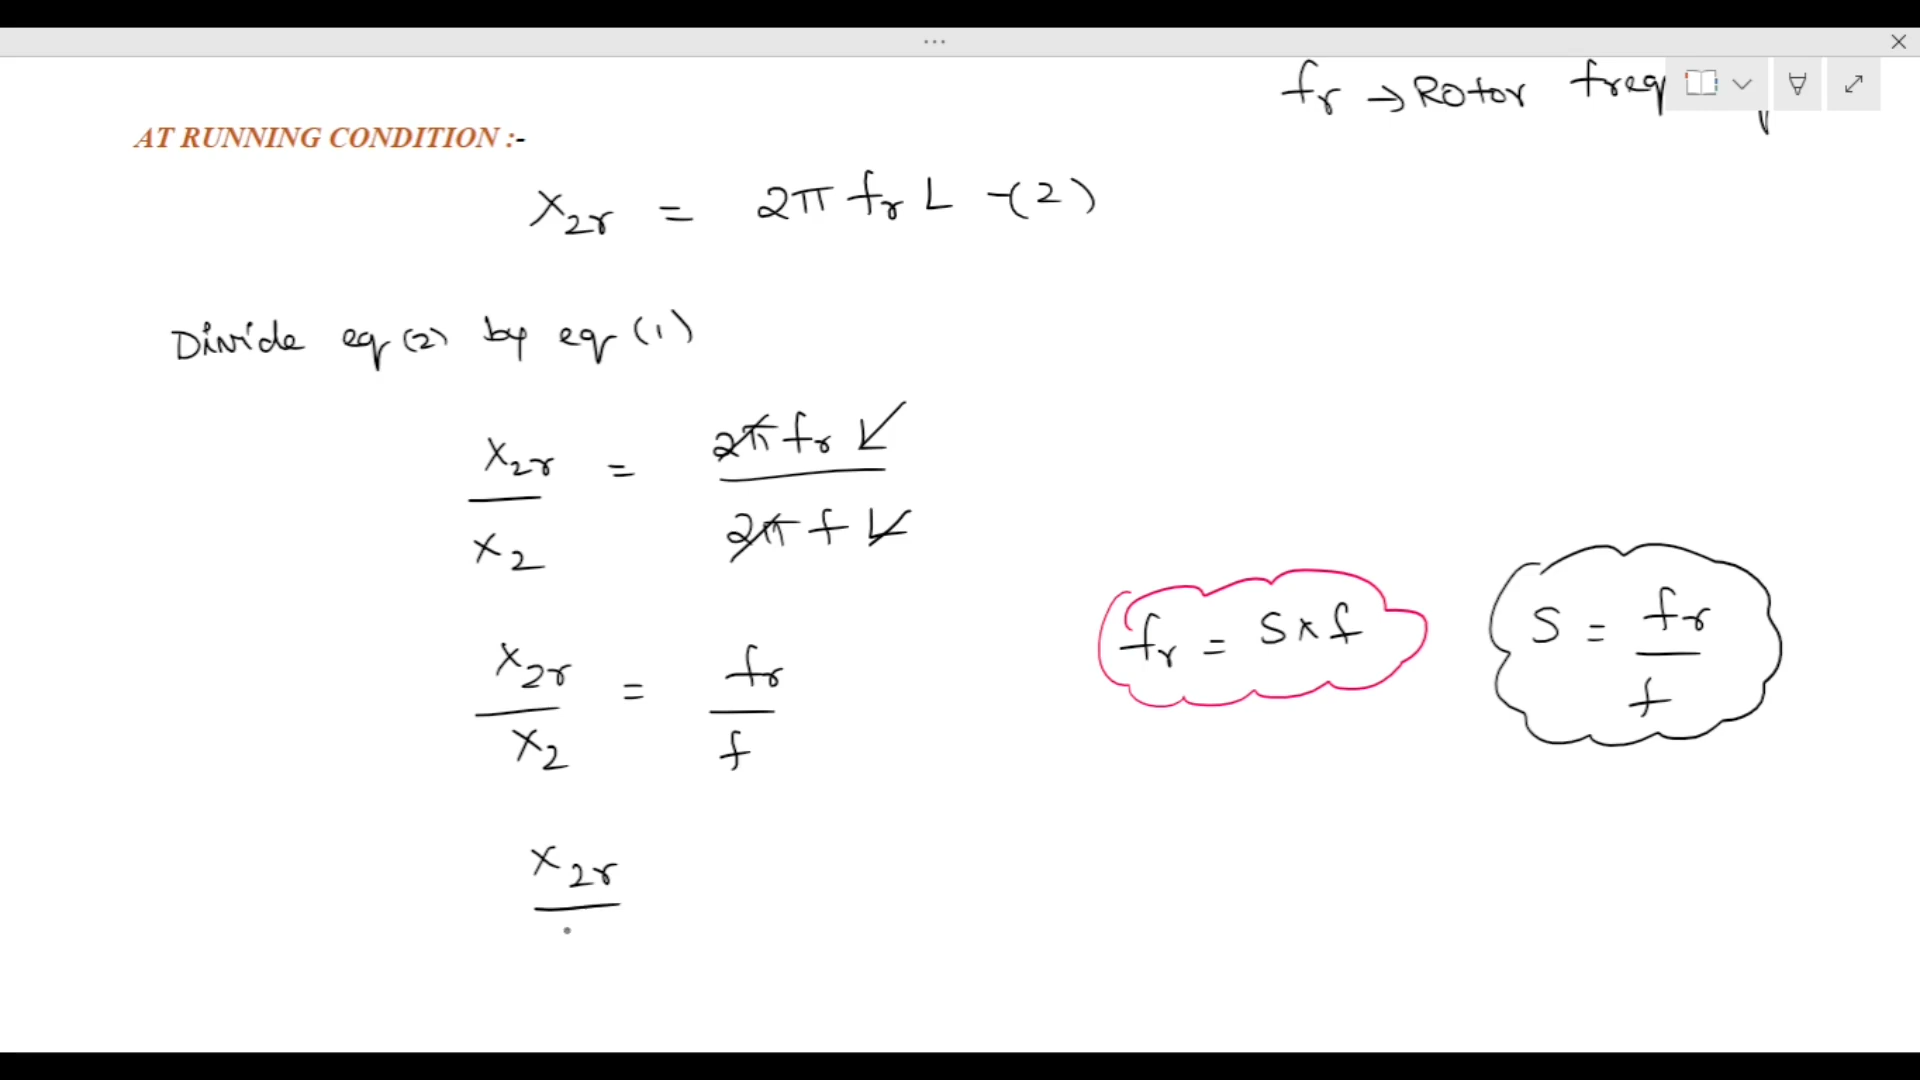 fr → Rotor freq
AT RUNNING CONDITION :-
X2r = 2π fr L -(2)
Divide eq (2) by eq (1)
X2r / X2 = 2π fr L / 2π f L
fr = S × f
S = fr / f
X2r / X2 = fr / f
X2r